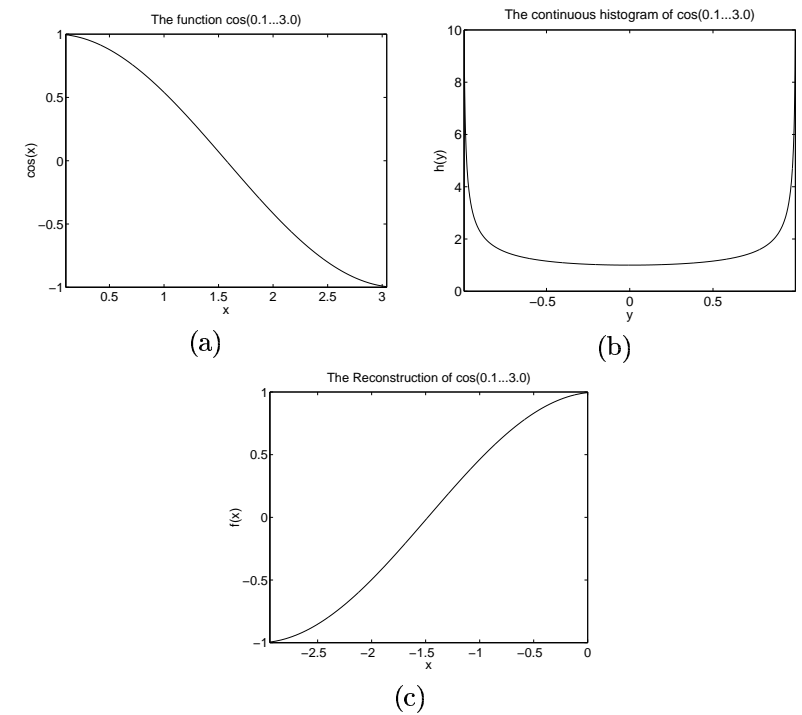 The function cos(0.1...3.0)
1
0.5
0
−0.5
−1
cos(x)
0.5
1
1.5
2
2.5
3
x
(a)
The continuous histogram of cos(0.1...3.0)
10
8
6
4
2
0
h(y)
−0.5
0
0.5
y
(b)
The Reconstruction of cos(0.1...3.0)
1
0.5
0
−0.5
−1
f(x)
−2.5
−2
−1.5
−1
−0.5
0
x
(c)